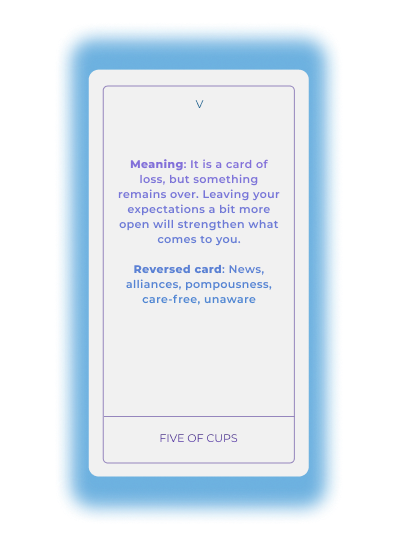 V
Meaning: It is a card of
loss, but something
remains over. Leaving your
expectations a bit more
open will strengthen what
comes to you.
Reversed card: News,
alliances, pompousness,
care-free, unaware
FIVE OF CUPS